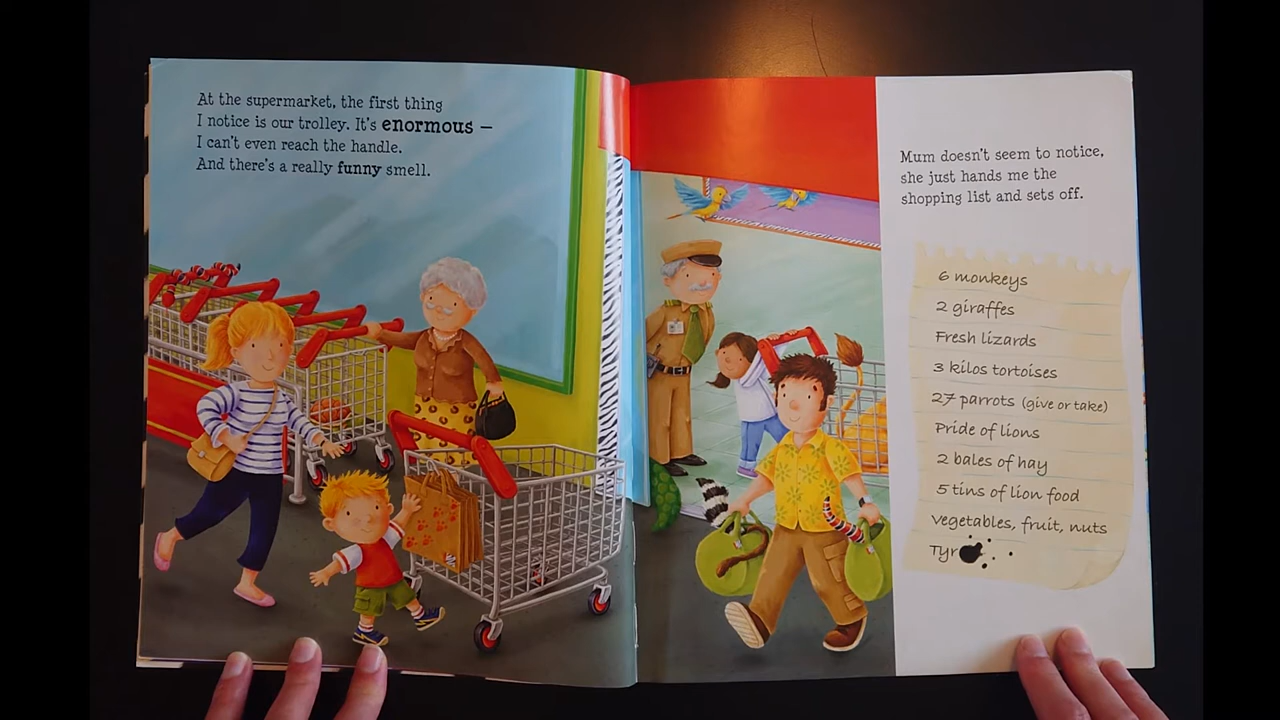 At the supermarket, the first thing
I notice is our trolley. It's enormous –
I can't even reach the handle.
And there's a really funny smell.
Mum doesn't seem to notice,
she just hands me the
shopping list and sets off.
6 monkeys
2 giraffes
Fresh lizards
3 kilos tortoises
27 parrots (give or take)
Pride of lions
2 bales of hay
5 tins of lion food
Vegetables, fruit, nuts
Tyr